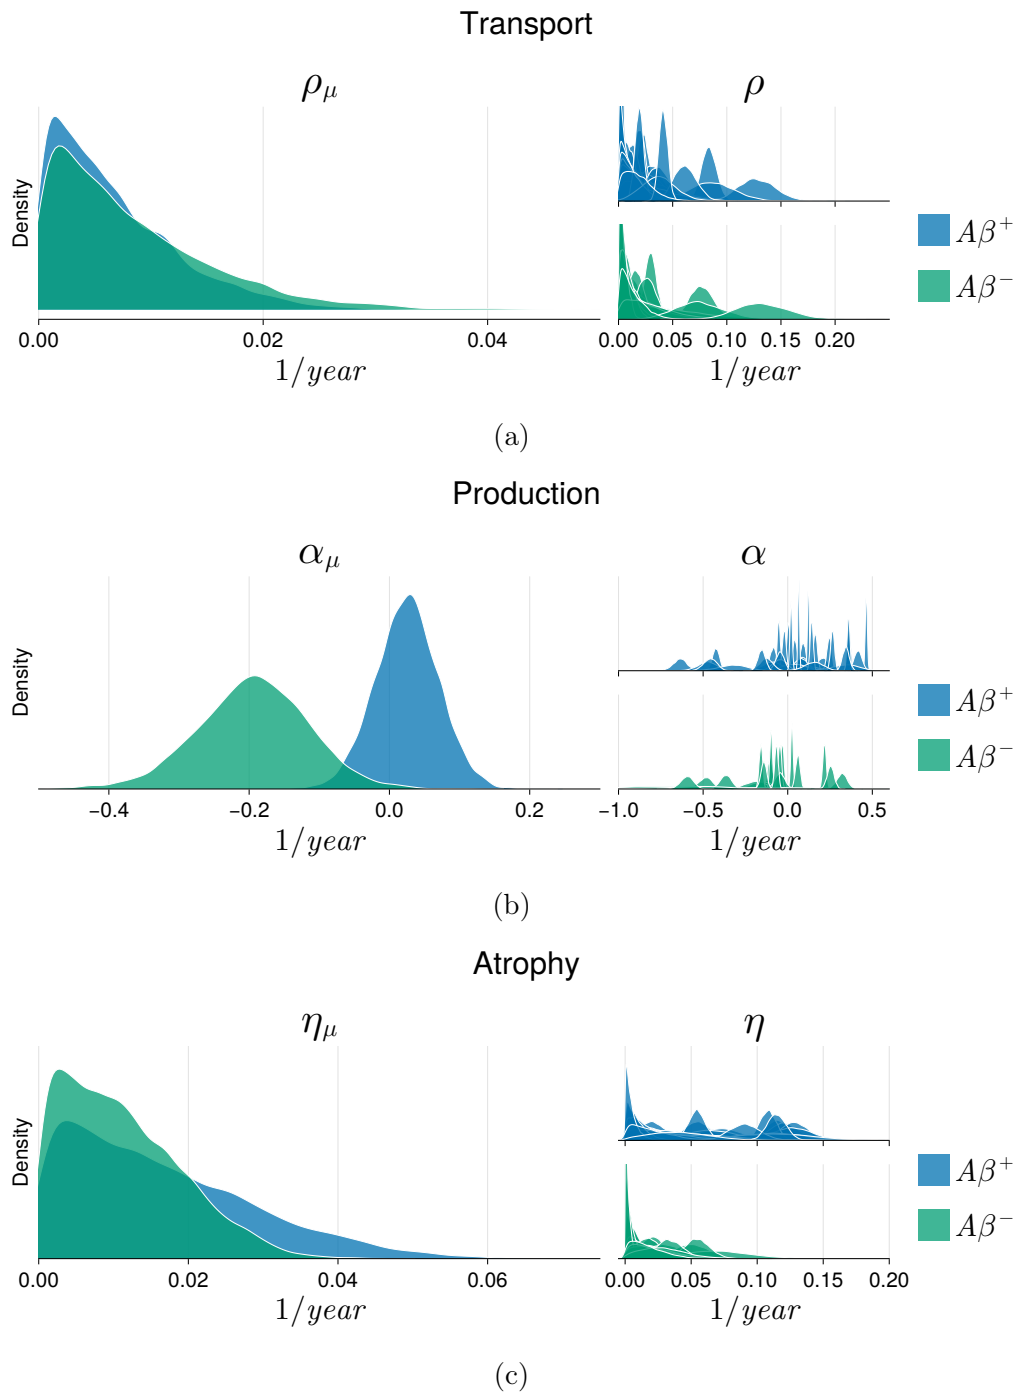 Transport
ρμ
ρ
Density
Aβ⁺
Aβ⁻
0.00 0.02 0.04
0.00 0.05 0.10 0.15 0.20
1/year
1/year
(a)
Production
αμ
α
Density
Aβ⁺
Aβ⁻
−0.4 −0.2 0.0 0.2
−1.0 −0.5 0.0 0.5
1/year
1/year
(b)
Atrophy
ημ
η
Density
Aβ⁺
Aβ⁻
0.00 0.02 0.04 0.06
0.00 0.05 0.10 0.15 0.20
1/year
1/year
(c)